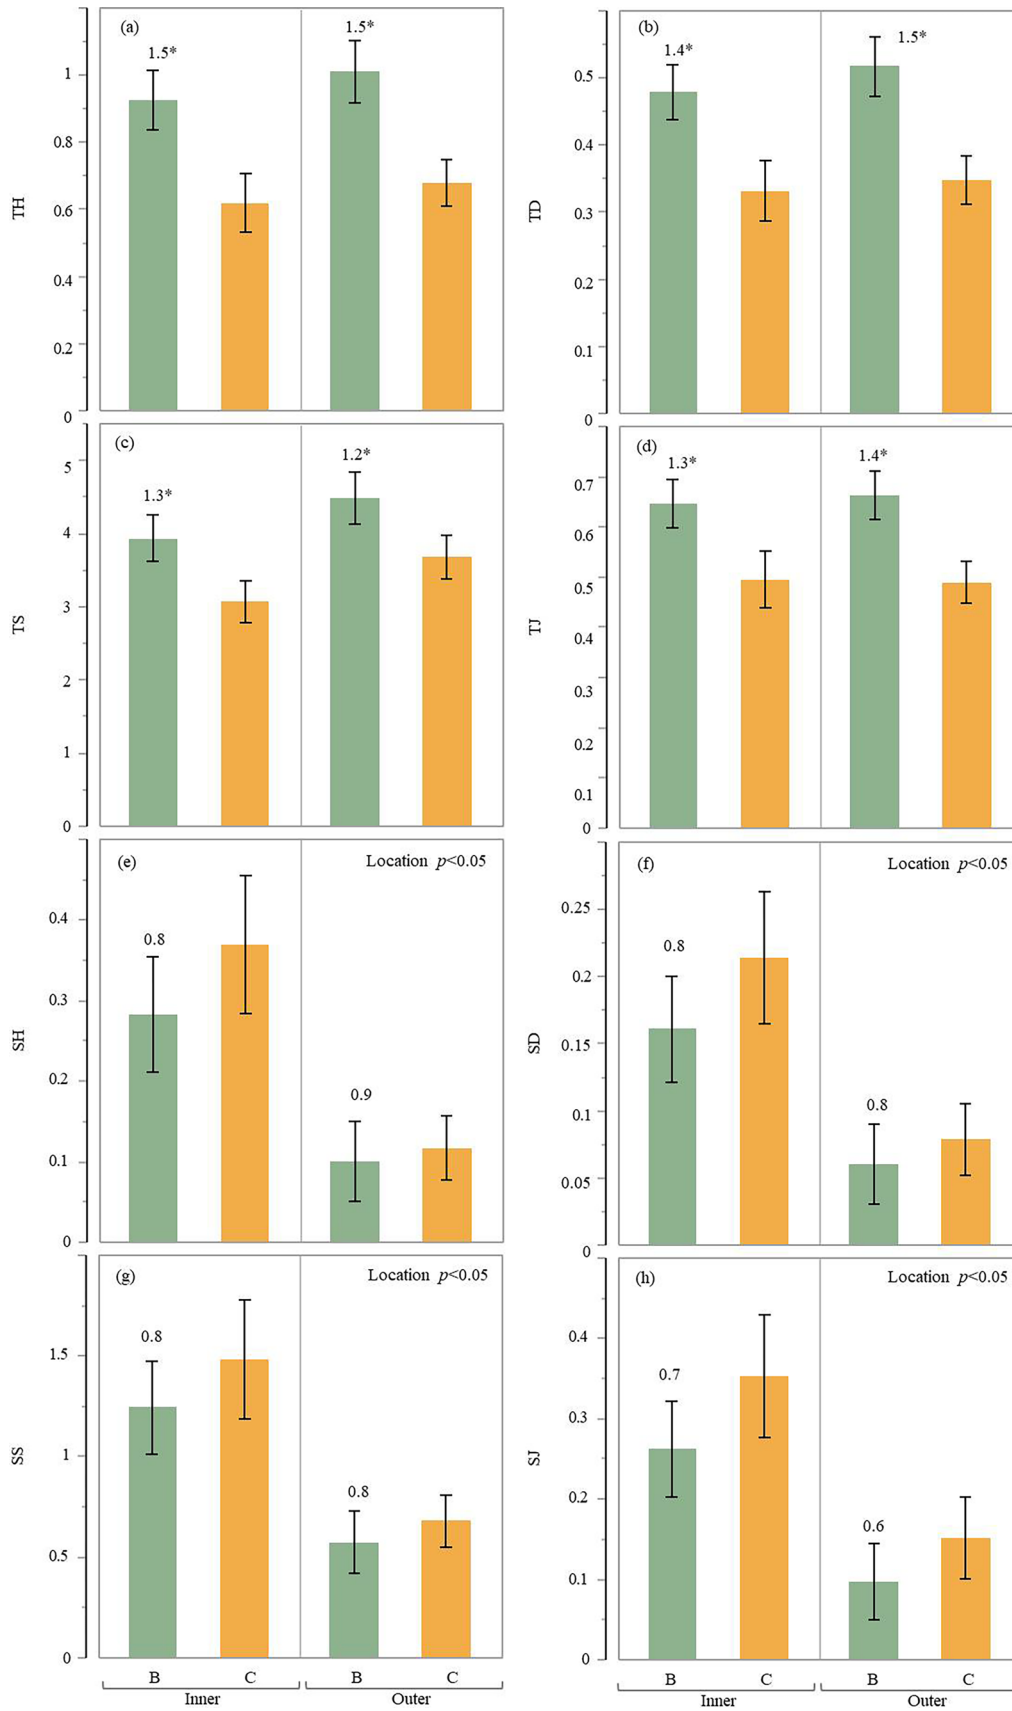 (a)
1.5*
1.5*
1
0.8
0.6
0.4
0.2
0
TH
(b)
1.4*
1.5*
0.5
0.4
0.3
0.2
0.1
0
TD
(c)
1.3*
1.2*
5
4
3
2
1
0
TS
(d)
1.3*
1.4*
0.7
0.6
0.5
0.4
0.3
0.2
0.1
0
TJ
(e)
Location p<0.05
0.8
0.9
0.4
0.3
0.2
0.1
0
SH
(f)
Location p<0.05
0.8
0.8
0.25
0.2
0.15
0.1
0.05
0
SD
(g)
Location p<0.05
0.8
0.8
1.5
1
0.5
0
SS
B C B C
Inner Outer
(h)
Location p<0.05
0.7
0.6
0.4
0.3
0.2
0.1
0
SJ
B C B C
Inner Outer